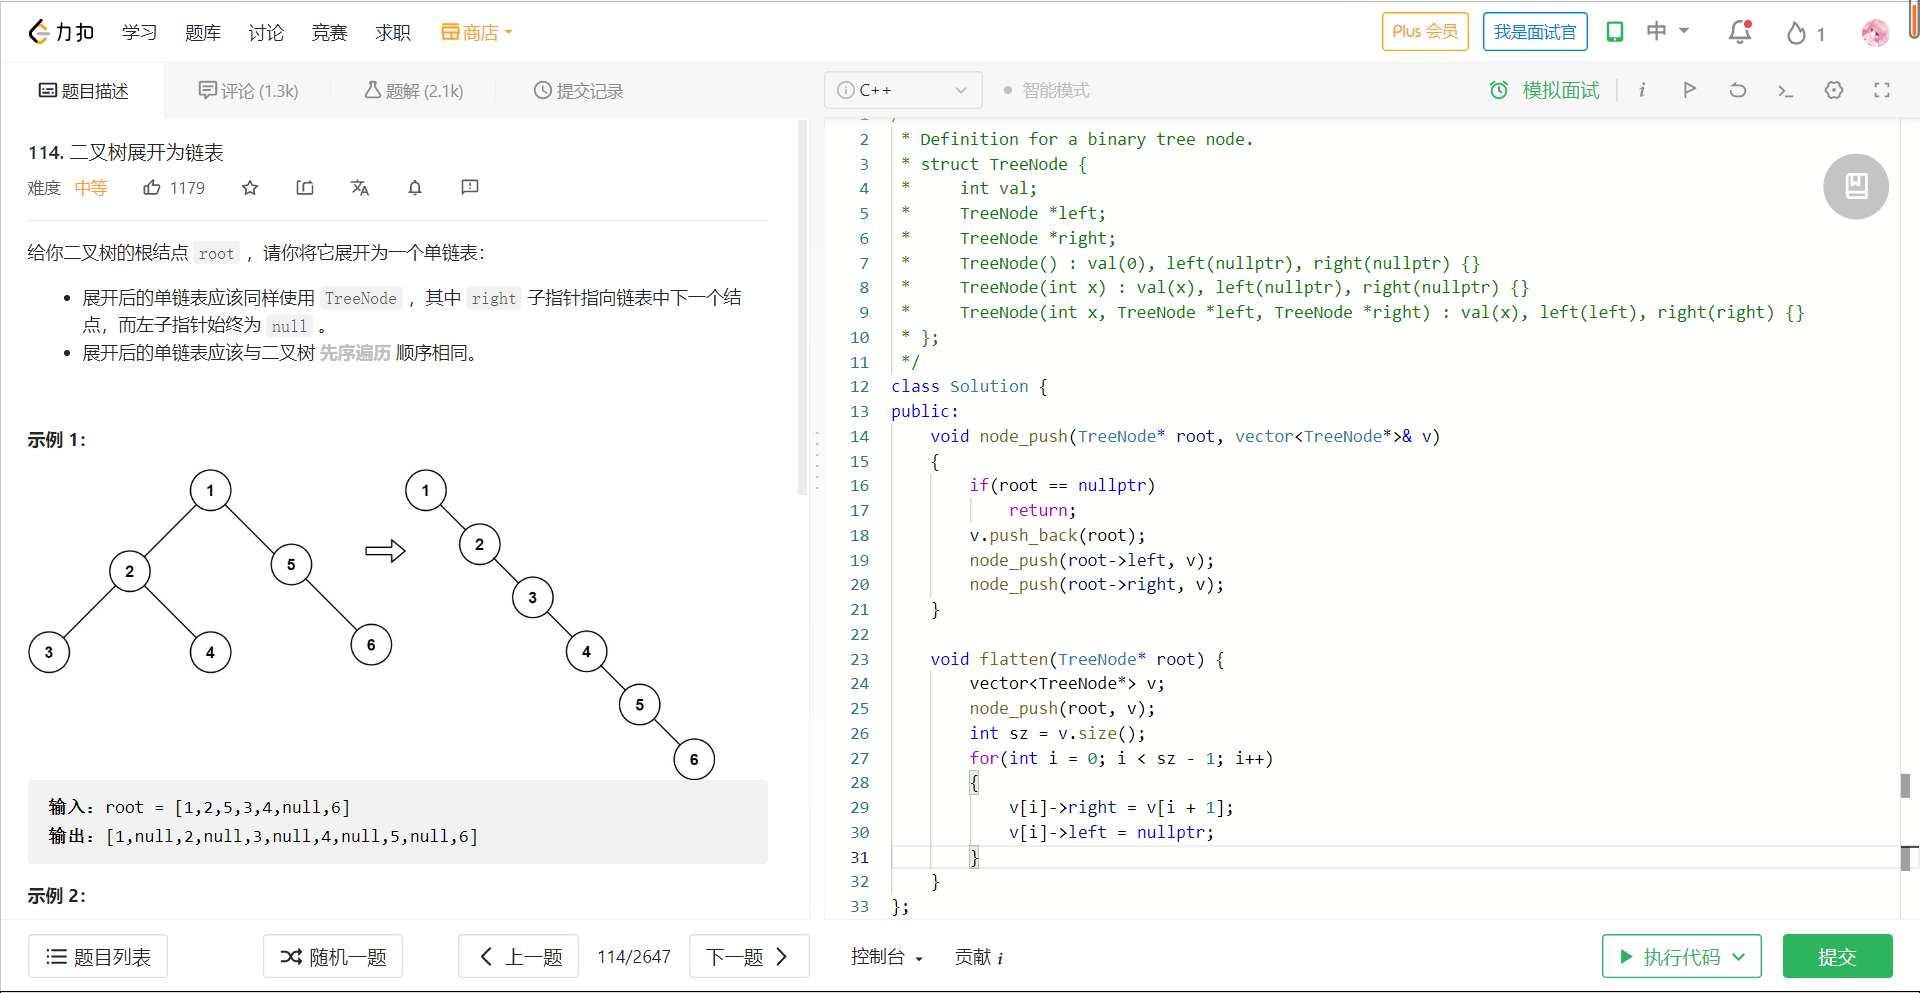 力扣 学习 题库 讨论 竞赛 求职 商店 Plus 会员 我是面试官 中 1
题目描述 评论 (1.3k) 题解 (2.1k) 提交记录
C++ 智能模式 模拟面试 i
114. 二叉树展开为链表
难度 中等 1179
给你二叉树的根结点 root ，请你将它展开为一个单链表：
展开后的单链表应该同样使用 TreeNode ，其中 right 子指针指向链表中下一个结
点，而左子指针始终为 null 。
展开后的单链表应该与二叉树 先序遍历 顺序相同。
示例 1：
1 1
2
2 5
3
3 4 6
4
5
6
输入：root = [1,2,5,3,4,null,6]
输出：[1,null,2,null,3,null,4,null,5,null,6]
示例 2：
2 * Definition for a binary tree node.
3 * struct TreeNode {
4 *     int val;
5 *     TreeNode *left;
6 *     TreeNode *right;
7 *     TreeNode() : val(0), left(nullptr), right(nullptr) {}
8 *     TreeNode(int x) : val(x), left(nullptr), right(nullptr) {}
9 *     TreeNode(int x, TreeNode *left, TreeNode *right) : val(x), left(left), right(right) {}
10 * };
11 */
12 class Solution {
13 public:
14     void node_push(TreeNode* root, vector<TreeNode*>& v)
15     {
16         if(root == nullptr)
17             return;
18         v.push_back(root);
19         node_push(root->left, v);
20         node_push(root->right, v);
21     }
22
23     void flatten(TreeNode* root) {
24         vector<TreeNode*> v;
25         node_push(root, v);
26         int sz = v.size();
27         for(int i = 0; i < sz - 1; i++)
28         {
29             v[i]->right = v[i + 1];
30             v[i]->left = nullptr;
31         }
32     }
33 };
题目列表 随机一题 上一题 114/2647 下一题 控制台 贡献 i 执行代码 提交